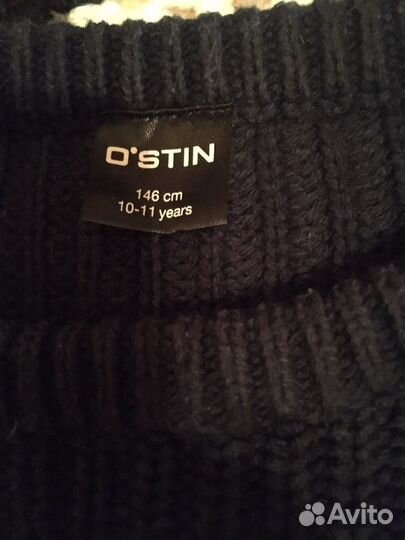 O'STIN
146 cm
10-11 years
Avito